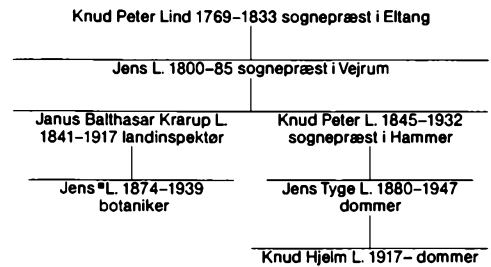 Knud Peter Lind 1769–1833 sognepræst i Eltang
Jens L. 1800–85 sognepræst i Vejrum
Janus Balthasar Krarup L.
1841–1917 landinspektør
Knud Peter L. 1845–1932
sognepræst i Hammer
Jens L. 1874–1939
botaniker
Jens Tyge L. 1880–1947
dommer
Knud Hjelm L. 1917– dommer